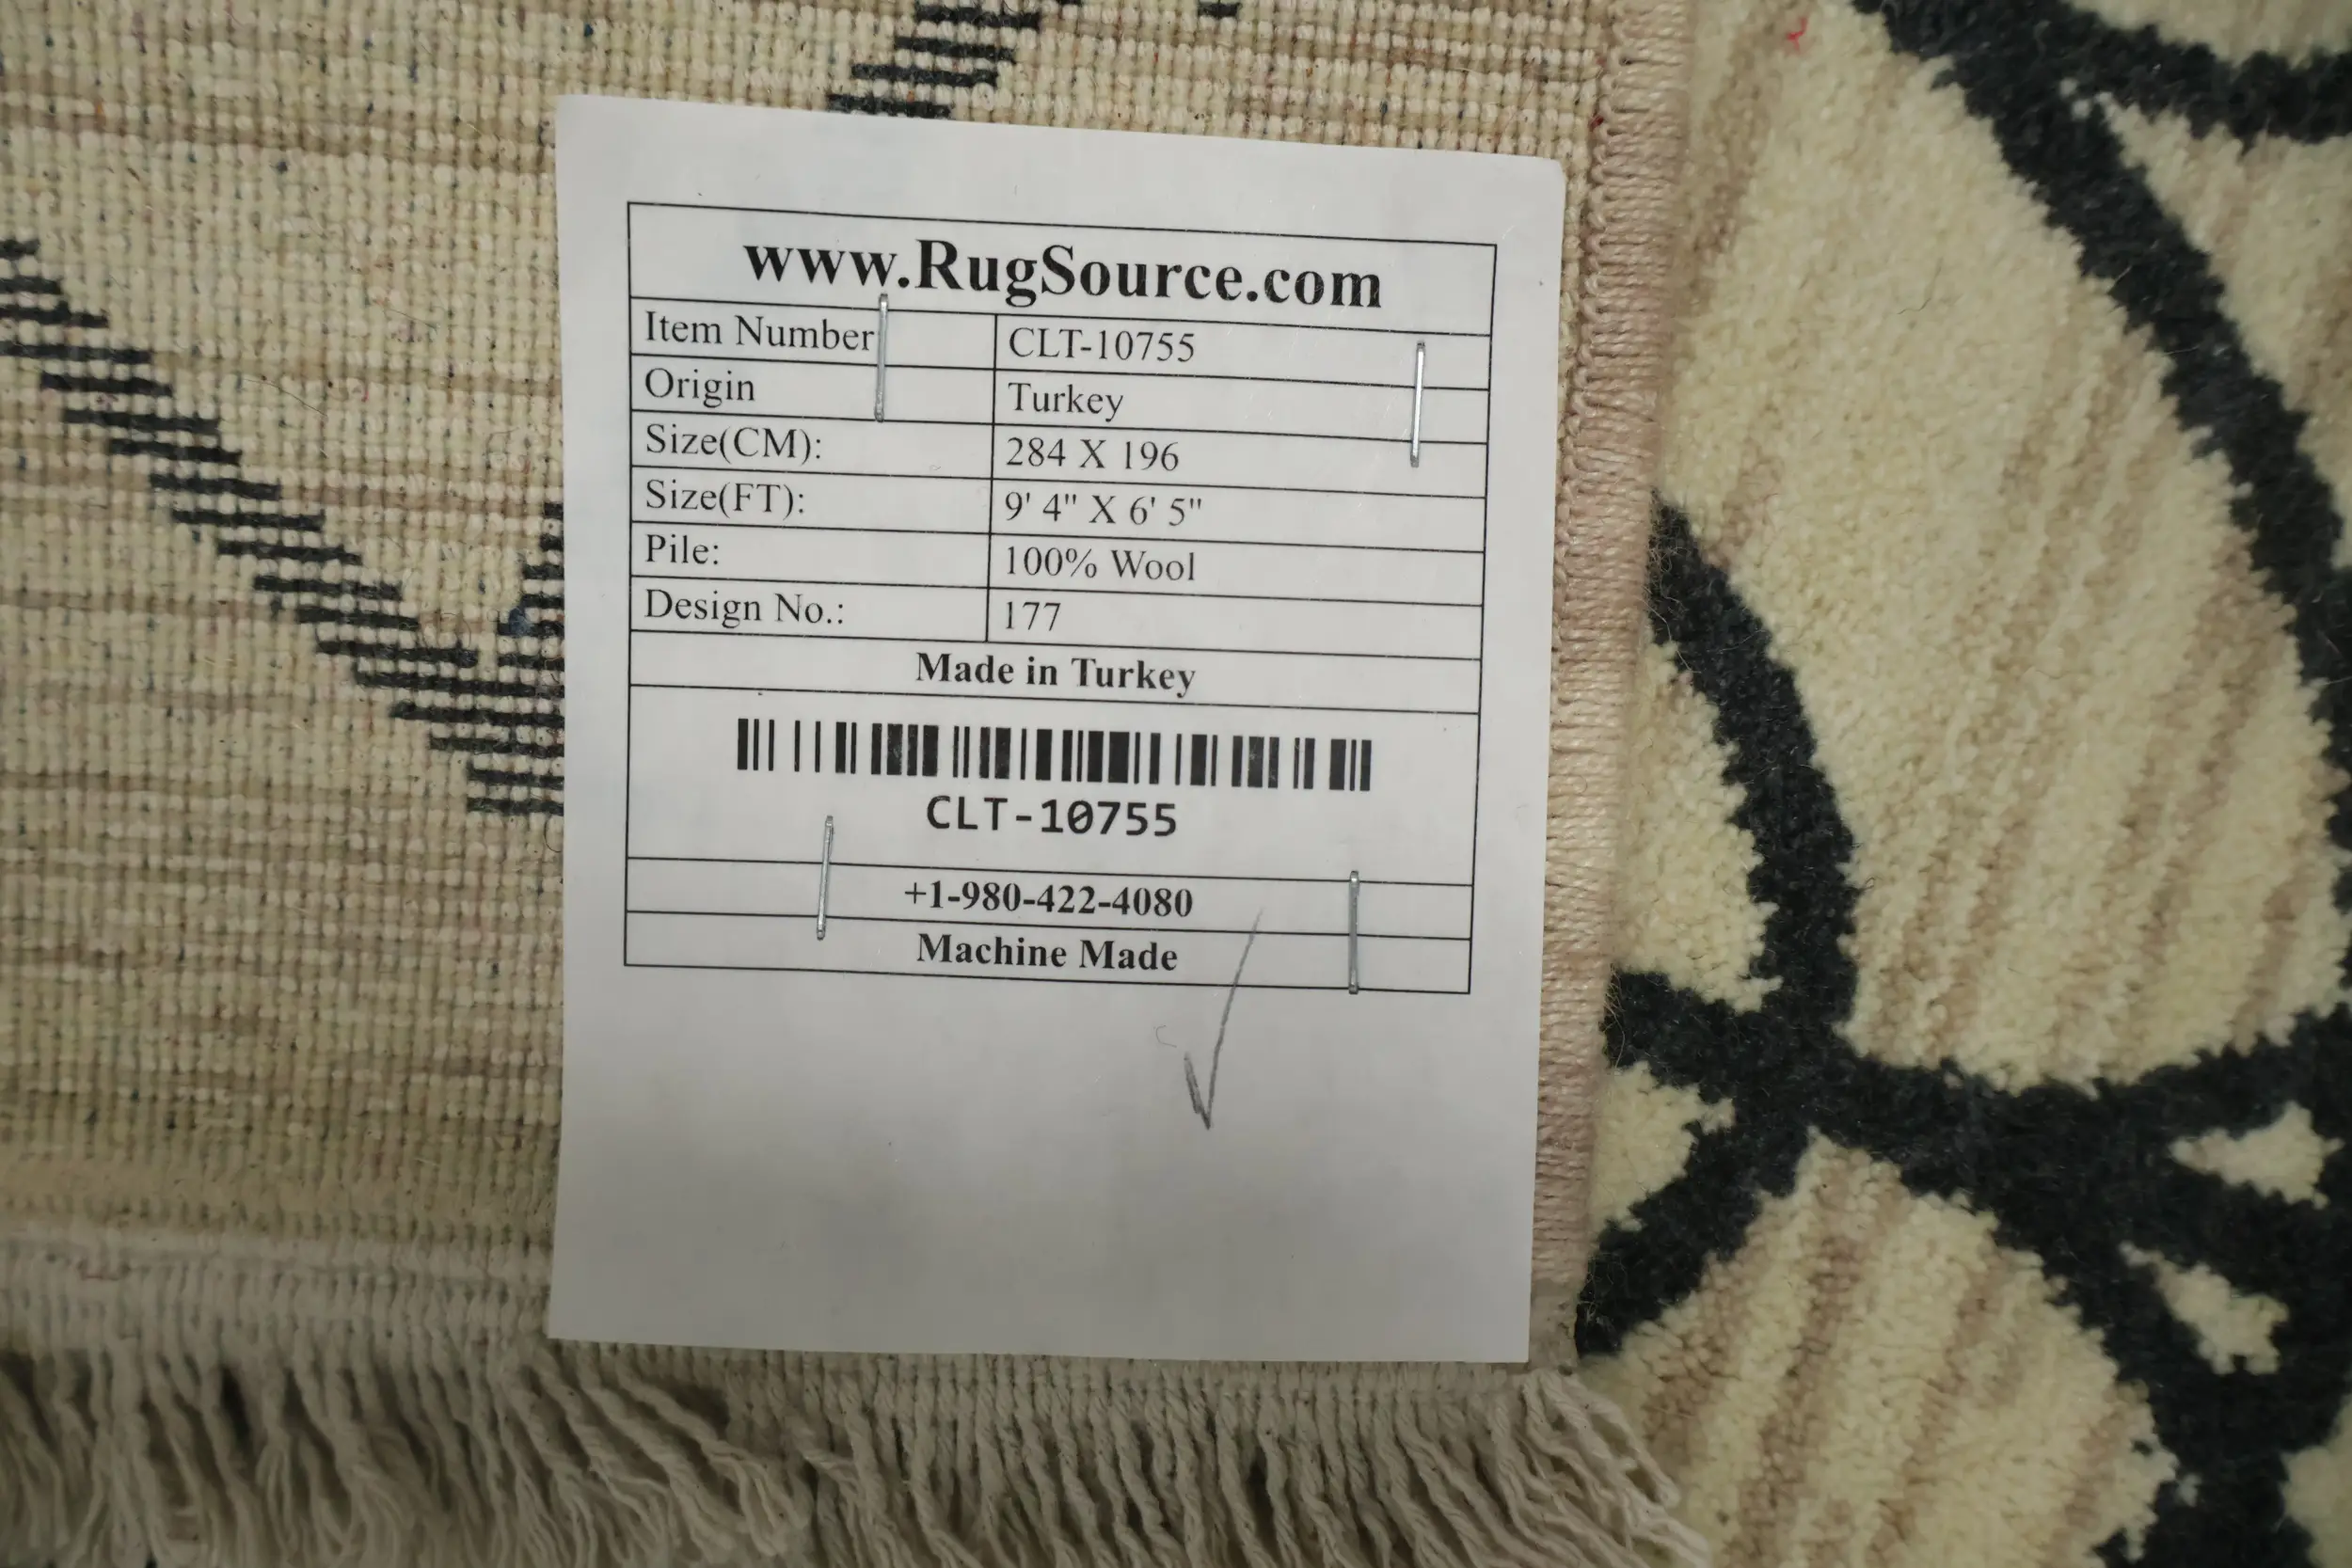 www.RugSource.com
Item Number CLT-10755
Origin Turkey
Size(CM): 284 X 196
Size(FT): 9' 4" X 6' 5"
Pile: 100% Wool
Design No.: 177
Made in Turkey
CLT-10755
+1-980-422-4080
Machine Made